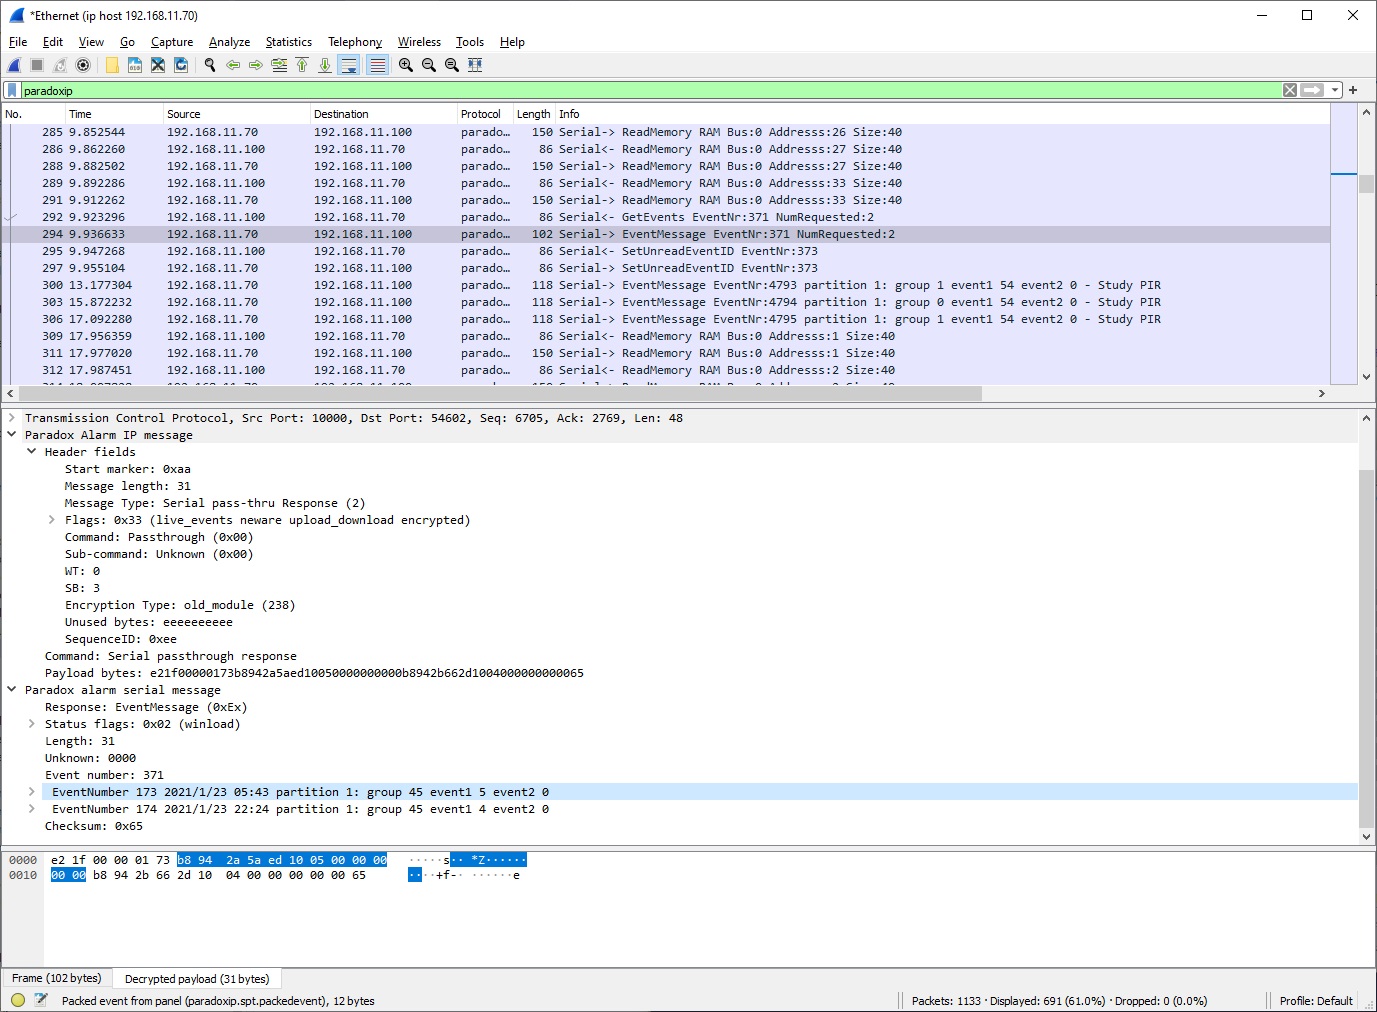 *Ethernet (ip host 192.168.11.70)
File Edit View Go Capture Analyze Statistics Telephony Wireless Tools Help
paradoxip
No. Time Source Destination Protocol Length Info
285 9.852544 192.168.11.70 192.168.11.100 parado… 150 Serial-> ReadMemory RAM Bus:0 Addresss:26 Size:40
286 9.862260 192.168.11.100 192.168.11.70 parado… 86 Serial<- ReadMemory RAM Bus:0 Addresss:27 Size:40
288 9.882502 192.168.11.70 192.168.11.100 parado… 150 Serial-> ReadMemory RAM Bus:0 Addresss:27 Size:40
289 9.892286 192.168.11.100 192.168.11.70 parado… 86 Serial<- ReadMemory RAM Bus:0 Addresss:33 Size:40
291 9.912262 192.168.11.70 192.168.11.100 parado… 150 Serial-> ReadMemory RAM Bus:0 Addresss:33 Size:40
292 9.923296 192.168.11.100 192.168.11.70 parado… 86 Serial<- GetEvents EventNr:371 NumRequested:2
294 9.936633 192.168.11.70 192.168.11.100 parado… 102 Serial-> EventMessage EventNr:371 NumRequested:2
295 9.947268 192.168.11.100 192.168.11.70 parado… 86 Serial<- SetUnreadEventID EventNr:373
297 9.955104 192.168.11.70 192.168.11.100 parado… 86 Serial-> SetUnreadEventID EventNr:373
300 13.177304 192.168.11.70 192.168.11.100 parado… 118 Serial-> EventMessage EventNr:4793 partition 1: group 1 event1 54 event2 0 - Study PIR
303 15.872232 192.168.11.70 192.168.11.100 parado… 118 Serial-> EventMessage EventNr:4794 partition 1: group 0 event1 54 event2 0 - Study PIR
306 17.092280 192.168.11.70 192.168.11.100 parado… 118 Serial-> EventMessage EventNr:4795 partition 1: group 1 event1 54 event2 0 - Study PIR
309 17.956359 192.168.11.100 192.168.11.70 parado… 86 Serial<- ReadMemory RAM Bus:0 Addresss:1 Size:40
311 17.977020 192.168.11.70 192.168.11.100 parado… 150 Serial-> ReadMemory RAM Bus:0 Addresss:1 Size:40
312 17.987451 192.168.11.100 192.168.11.70 parado… 86 Serial<- ReadMemory RAM Bus:0 Addresss:2 Size:40
Transmission Control Protocol, Src Port: 10000, Dst Port: 54602, Seq: 6705, Ack: 2769, Len: 48
Paradox Alarm IP message
Header fields
Start marker: 0xaa
Message length: 31
Message Type: Serial pass-thru Response (2)
Flags: 0x33 (live_events neware upload_download encrypted)
Command: Passthrough (0x00)
Sub-command: Unknown (0x00)
WT: 0
SB: 3
Encryption Type: old_module (238)
Unused bytes: eeeeeeeeee
SequenceID: 0xee
Command: Serial passthrough response
Payload bytes: e21f00000173b8942a5aed10050000000000b8942b662d1004000000000065
Paradox alarm serial message
Response: EventMessage (0xEx)
Status flags: 0x02 (winload)
Length: 31
Unknown: 0000
Event number: 371
EventNumber 173 2021/1/23 05:43 partition 1: group 45 event1 5 event2 0
EventNumber 174 2021/1/23 22:24 partition 1: group 45 event1 4 event2 0
Checksum: 0x65
0000 e2 1f 00 00 01 73 b8 94 2a 5a ed 10 05 00 00 00 ·····s·· *Z······
0010 00 00 b8 94 2b 66 2d 10 04 00 00 00 00 00 65 ····+f-· ······e
Frame (102 bytes) Decrypted payload (31 bytes)
Packed event from panel (paradoxip.spt.packedevent), 12 bytes Packets: 1133 · Displayed: 691 (61.0%) · Dropped: 0 (0.0%) Profile: Default